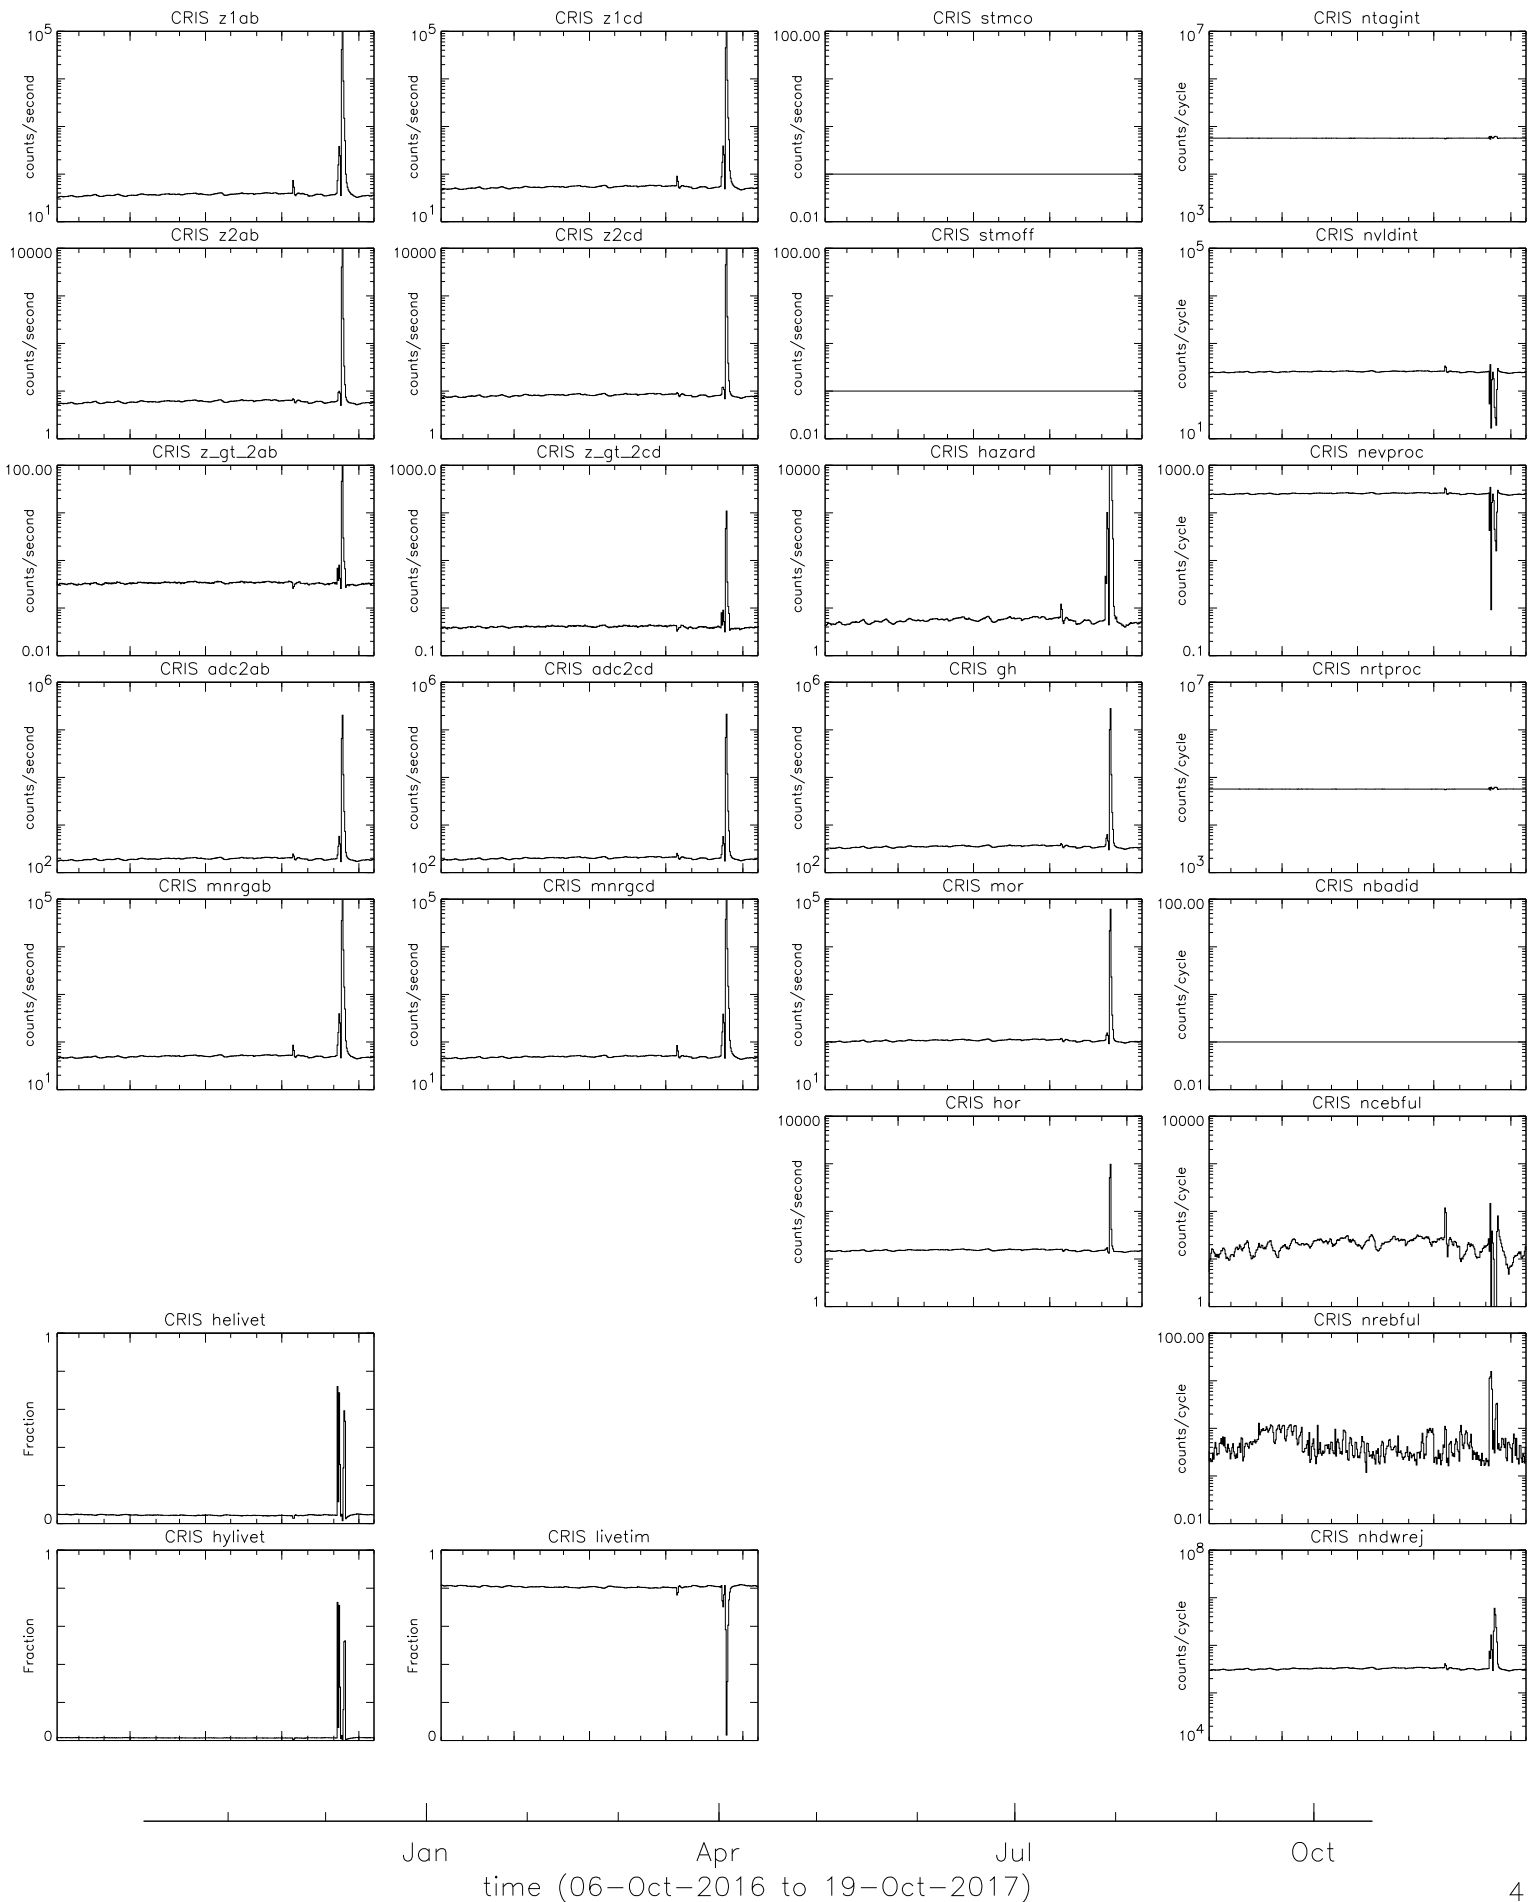 CRIS z1ab
CRIS z1cd
CRIS stmco
CRIS ntagint
10^5
counts/second
10^1
10^5
counts/second
10^1
100.00
counts/second
0.01
10^7
counts/cycle
10^3
CRIS z2ab
CRIS z2cd
CRIS stmoff
CRIS nvldint
10000
counts/second
1
10000
counts/second
1
100.00
counts/second
0.01
10^5
counts/cycle
10^1
CRIS z_gt_2ab
CRIS z_gt_2cd
CRIS hazard
CRIS nevproc
100.00
counts/second
0.01
1000.0
counts/second
0.1
10000
counts/second
1
1000.0
counts/cycle
0.1
CRIS adc2ab
CRIS adc2cd
CRIS gh
CRIS nrtproc
10^6
counts/second
10^2
10^6
counts/second
10^2
10^6
counts/second
10^2
10^7
counts/cycle
10^3
CRIS mnrgab
CRIS mnrgcd
CRIS mor
CRIS nbadid
10^5
counts/second
10^1
10^5
counts/second
10^1
10^5
counts/second
10^1
100.00
counts/cycle
0.01
CRIS hor
CRIS ncebful
10000
counts/second
1
10000
counts/cycle
1
CRIS helivet
CRIS nrebful
1
Fraction
0
100.00
counts/cycle
0.01
CRIS hylivet
CRIS livetim
CRIS nhdwrej
1
Fraction
0
1
Fraction
0
10^8
counts/cycle
10^4
Jan
Apr
Jul
Oct
time (06-Oct-2016 to 19-Oct-2017)
4